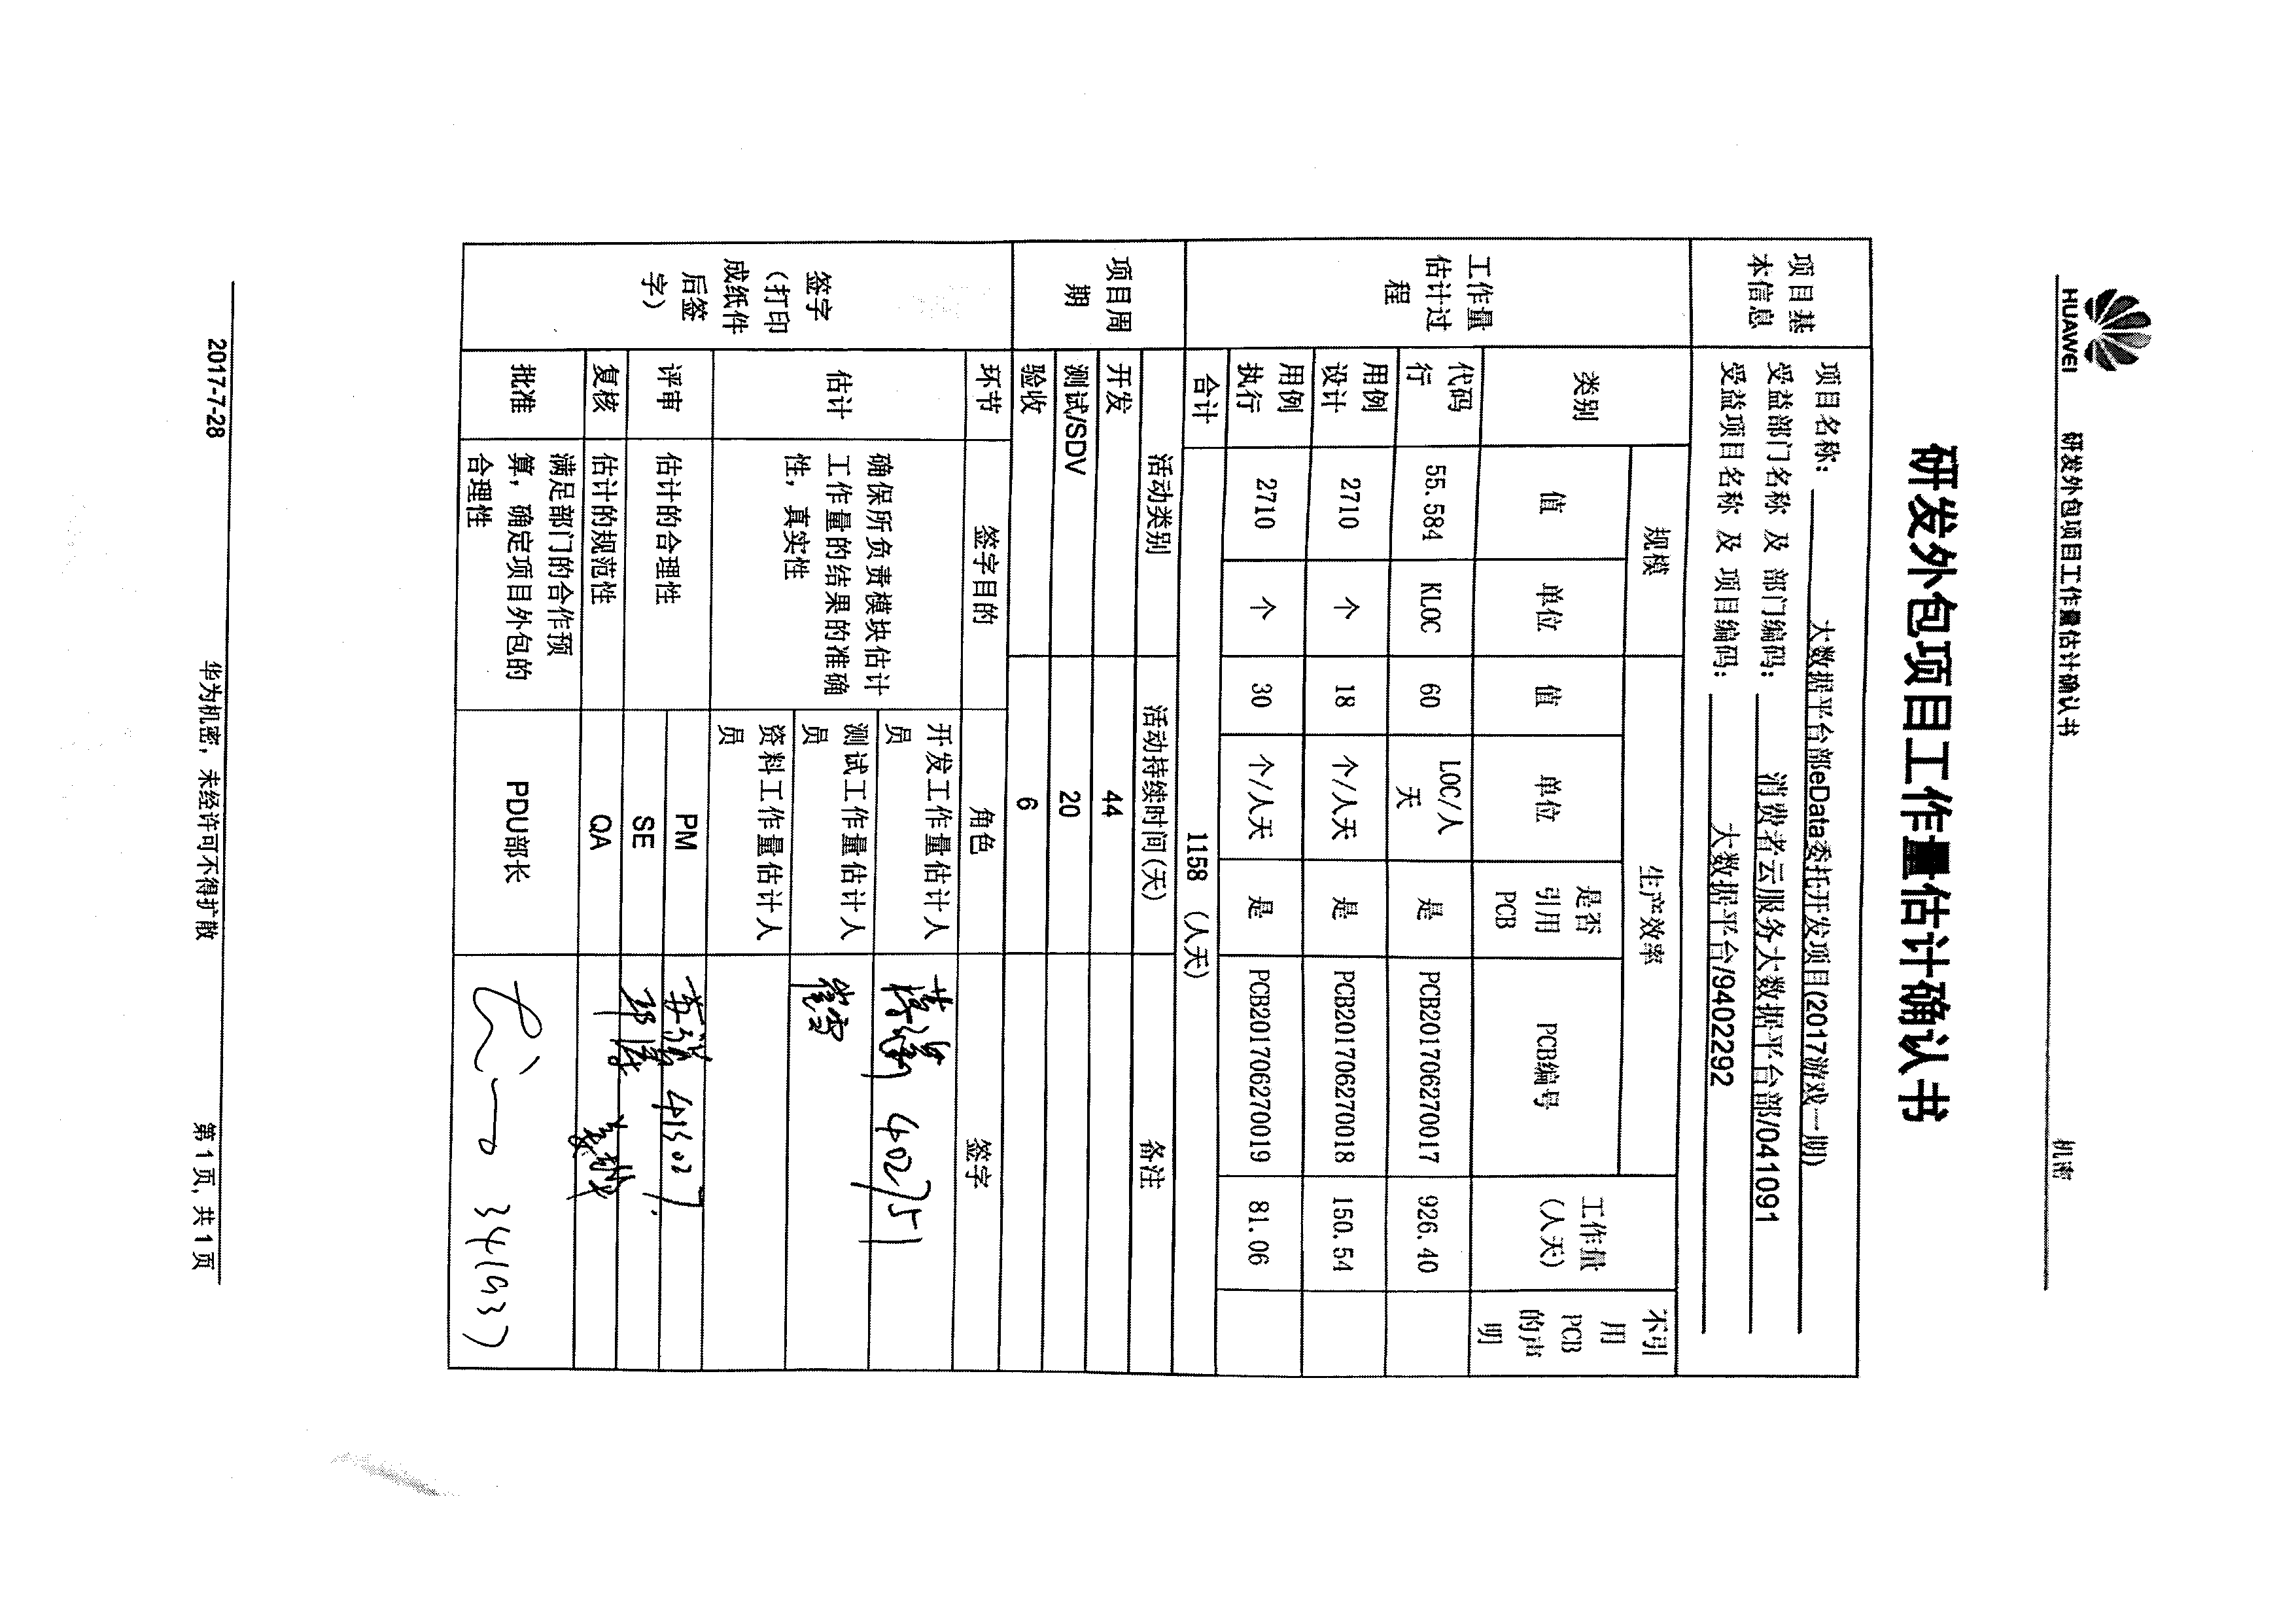 HUAWEI 研发外包项目工作量估计确认书 机密
研发外包项目工作量估计确认书
项目基本信息
项目名称: 大数据平台部eData委托开发项目(2017游戏一期)
受益部门名称 及 部门编码: 消费者云服务大数据平台部/041091
受益项目名称 及 项目编码: 大数据平台/9402292
工作量估计过程
类别 规模 生产效率 工作量(人天) 不引用PCB的声明
值 单位 值 单位 是否引用PCB PCB编号
代码行 55.584 KLOC 60 LOC/人天 是 PCB201706270017 926.40
用例设计 2710 个 18 个/人天 是 PCB201706270018 150.54
用例执行 2710 个 30 个/人天 是 PCB201706270019 81.06
合计 1158 (人天)
项目周期
活动类别 活动持续时间(天) 备注
开发 44
测试/SDV 20
验收 6
签字(打印成纸件后签字)
环节 签字目的 角色 签字
估计 确保所负责模块估计工作量的结果的准确性，真实性
开发工作量估计人员 402751
测试工作量估计人员 崔雪
资料工作量估计人员
评审 估计的合理性 PM 413027
SE
复核 估计的规范性 QA
批准 满足部门的合作预算，确定项目外包的合理性 PDU部长 341937
2017-7-28 华为机密，未经许可不得扩散 第1页, 共1页